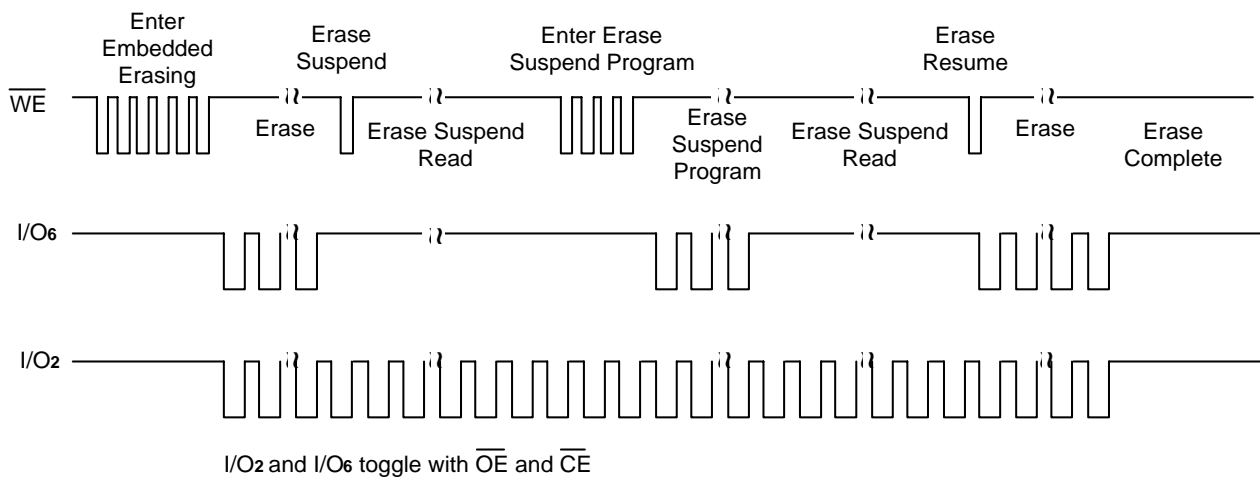 Enter
Embedded
Erasing
Erase
Suspend
Enter Erase
Suspend Program
Erase
Resume
WE
Erase
Erase Suspend
Read
Erase
Suspend
Program
Erase Suspend
Read
Erase
Erase
Complete
I/O6
I/O2
I/O2 and I/O6 toggle with OE and CE